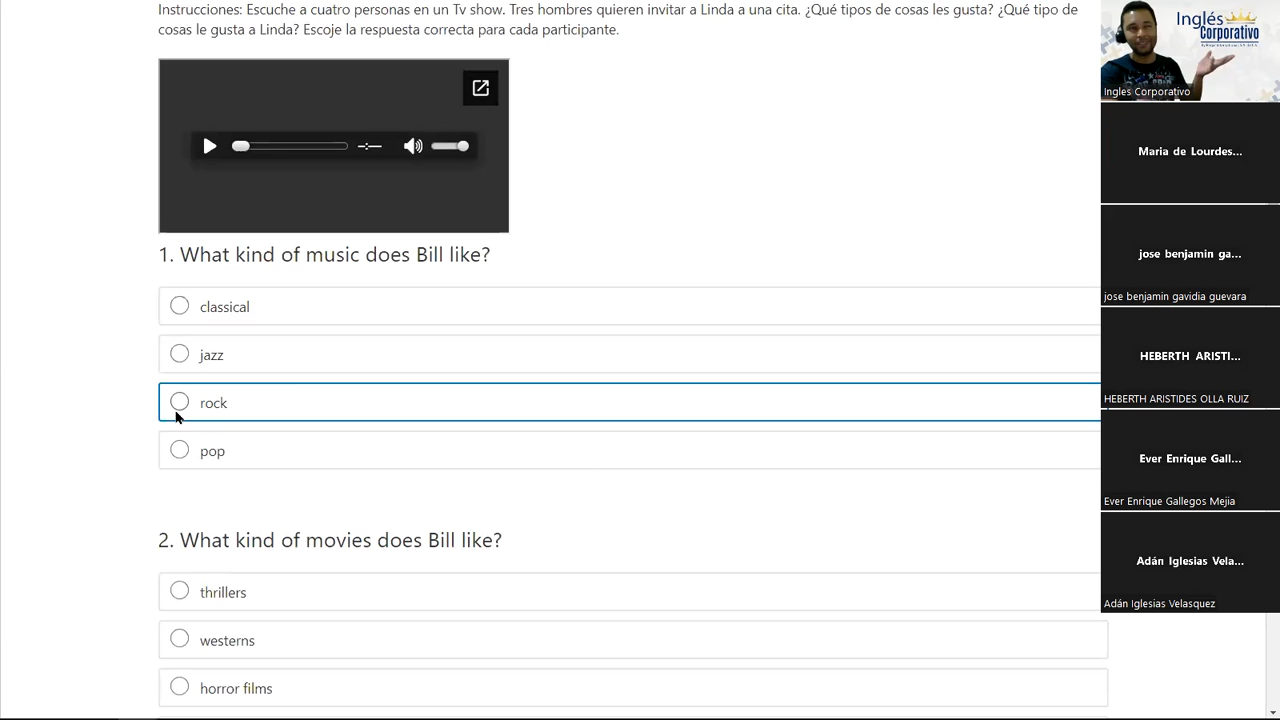 Instrucciones: Escuche a cuatro personas en un Tv show. Tres hombres quieren invitar a Linda a una cita. ¿Qué tipos de cosas les gusta? ¿Qué tipo de
cosas le gusta a Linda? Escoje la respuesta correcta para cada participante.
1. What kind of music does Bill like?
classical
jazz
rock
pop
2. What kind of movies does Bill like?
thrillers
westerns
horror films
Inglés
Corporativo
Ingles Corporativo
Maria de Lourdes...
jose benjamin ga...
jose benjamin gavidia guevara
HEBERTH ARISTI...
HEBERTH ARISTIDES OLLA RUIZ
Ever Enrique Gall...
Ever Enrique Gallegos Mejia
Adán Iglesias Vela...
Adán Iglesias Velasquez